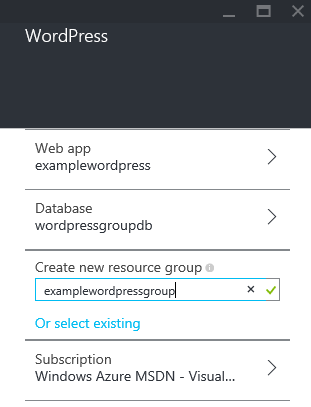 WordPress
Web app
examplewordpress
Database
wordpressgroupdb
Create new resource group
examplewordpressgroup
Or select existing
Subscription
Windows Azure MSDN - Visual...